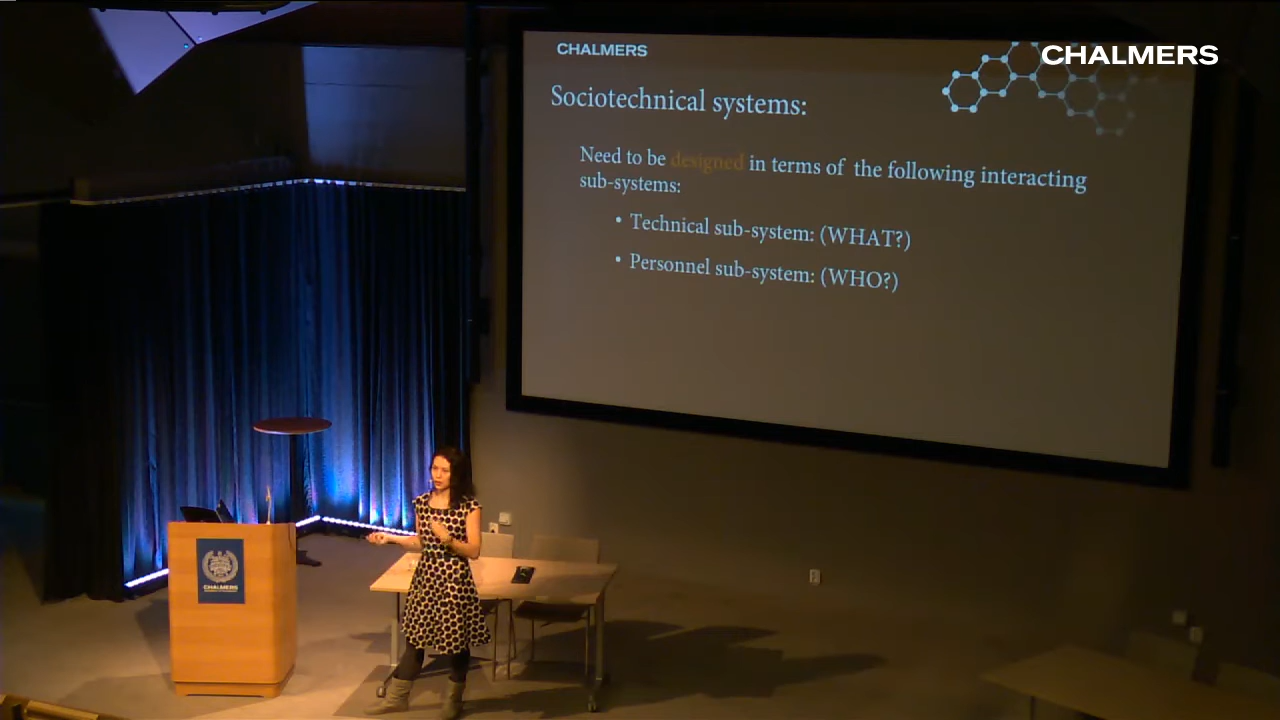 CHALMERS
CHALMERS
Sociotechnical systems:
Need to be designed in terms of the following interacting
sub-systems:
• Technical sub-system: (WHAT?)
• Personnel sub-system: (WHO?)
CHALMERS